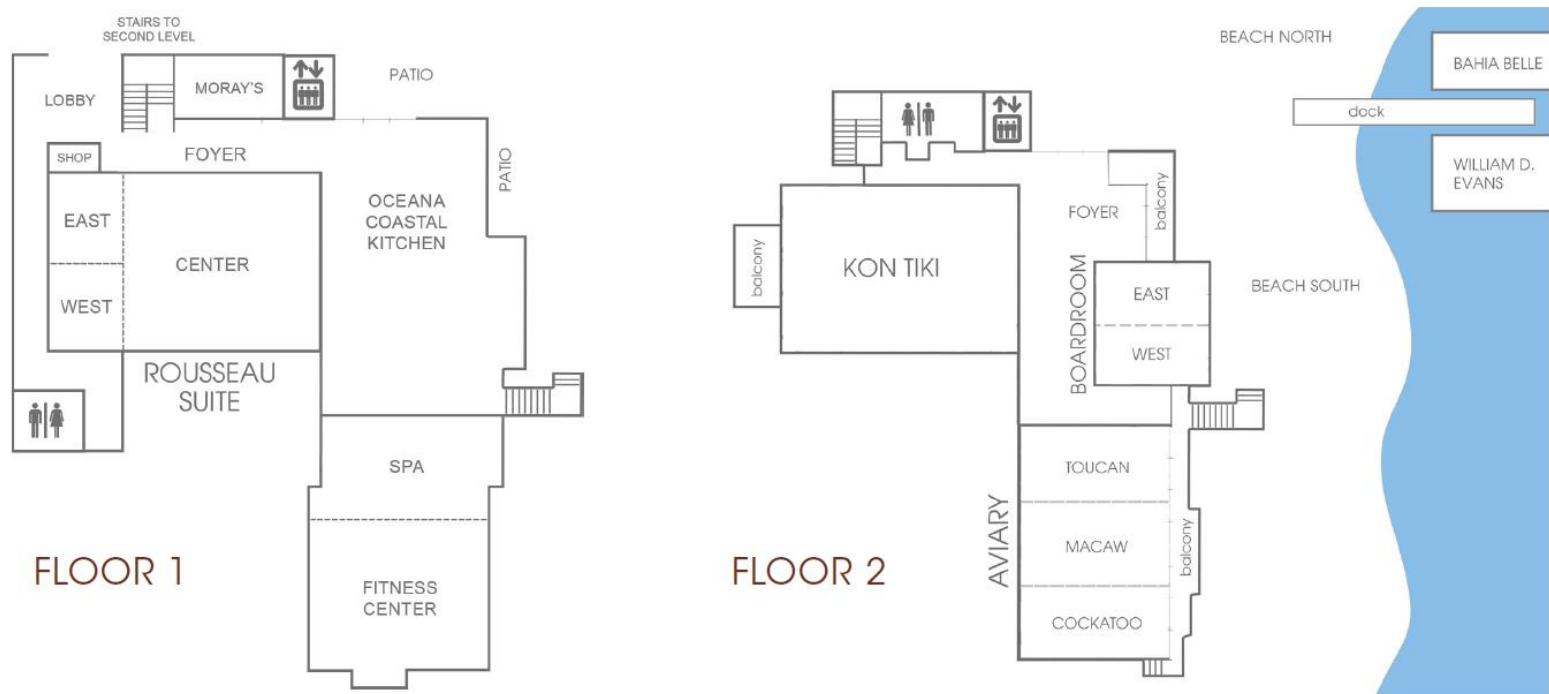 STAIRS TO
SECOND LEVEL
LOBBY
MORAY'S
PATIO
SHOP
FOYER
PATIO
EAST
CENTER
WEST
OCEANA
COASTAL
KITCHEN
ROUSSEAU
SUITE
SPA
FITNESS
CENTER
FLOOR 1
balcony
KON TIKI
FOYER
balcony
BOARDROOM
EAST
WEST
AVIARY
TOUCAN
MACAW
COCKATOO
balcony
FLOOR 2
BEACH NORTH
BAHIA BELLE
dock
WILLIAM D.
EVANS
BEACH SOUTH